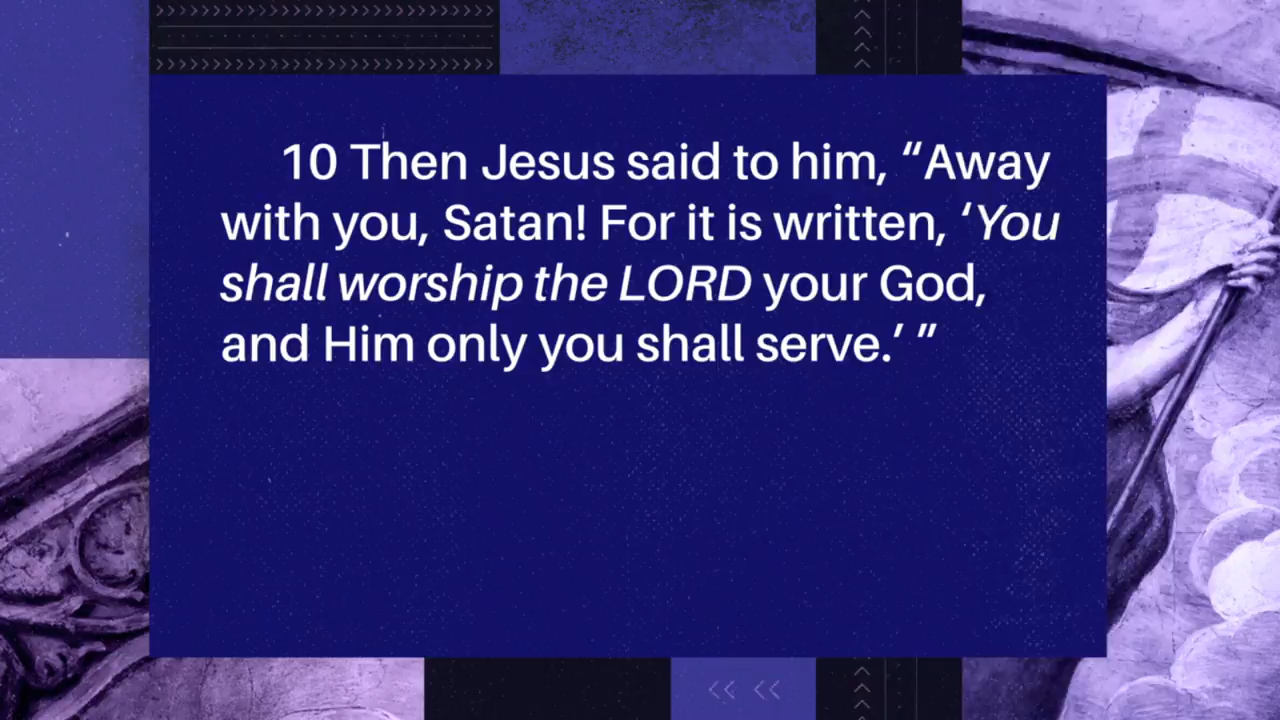 10 Then Jesus said to him, “Away
with you, Satan! For it is written, ‘You
shall worship the LORD your God,
and Him only you shall serve.’ ”